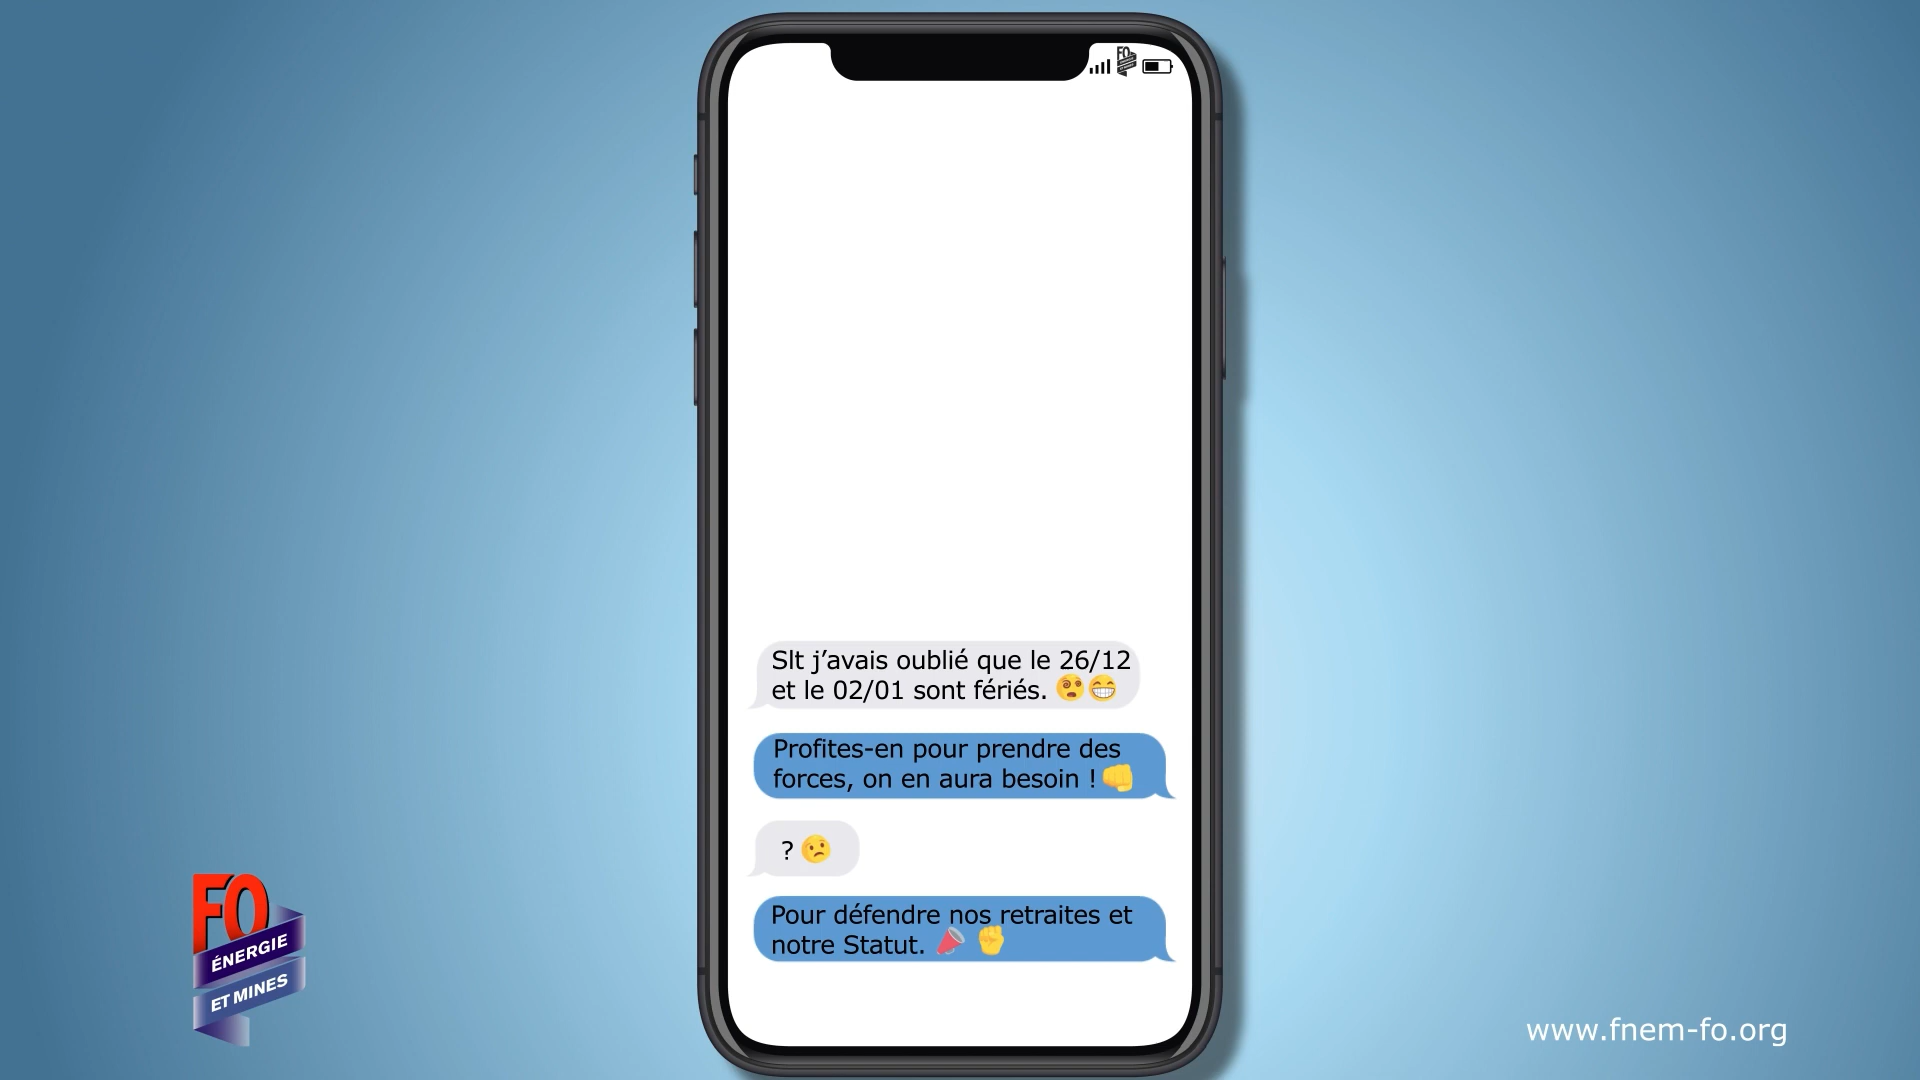 FO
Slt j’avais oublié que le 26/12
et le 02/01 sont fériés. 😵‍💫😁
Profites-en pour prendre des
forces, on en aura besoin ! 👊
? 😕
Pour défendre nos retraites et
notre Statut. 📣 ✊
FO
ÉNERGIE
ET MINES
www.fnem-fo.org